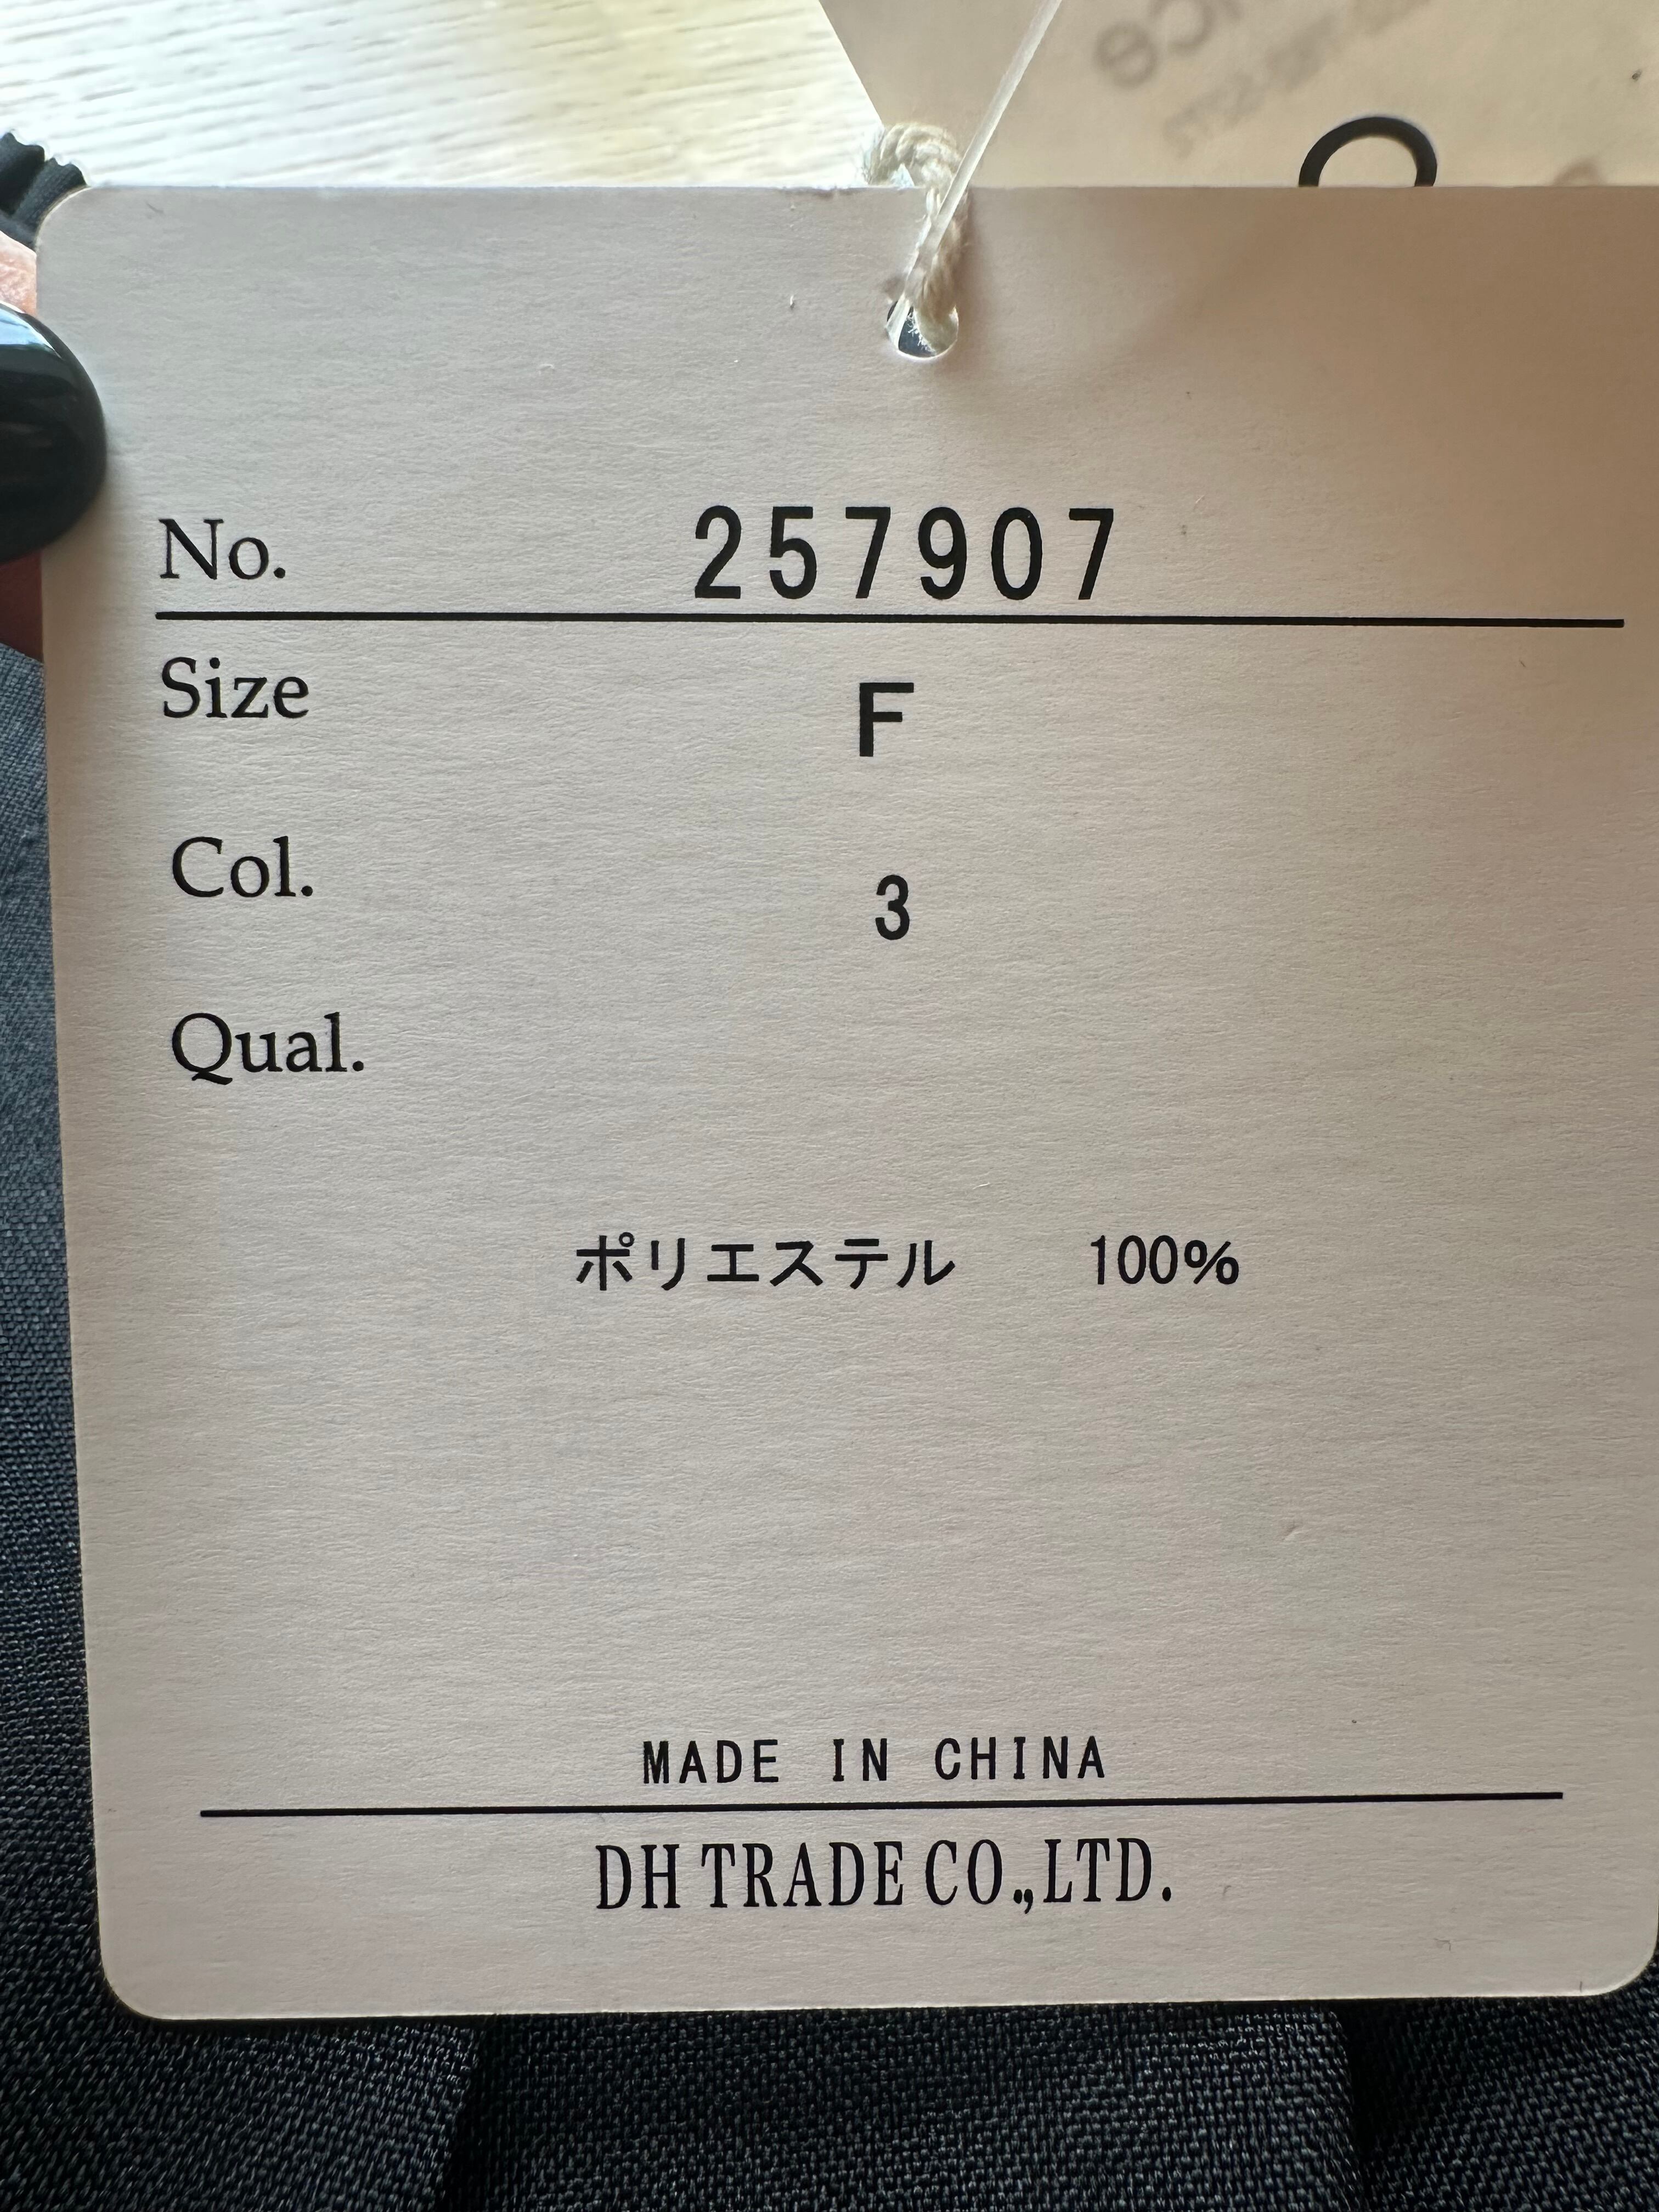 No. 257907
Size F
Col. 3
Qual.
ポリエステル 100%
MADE IN CHINA
DH TRADE CO.,LTD.